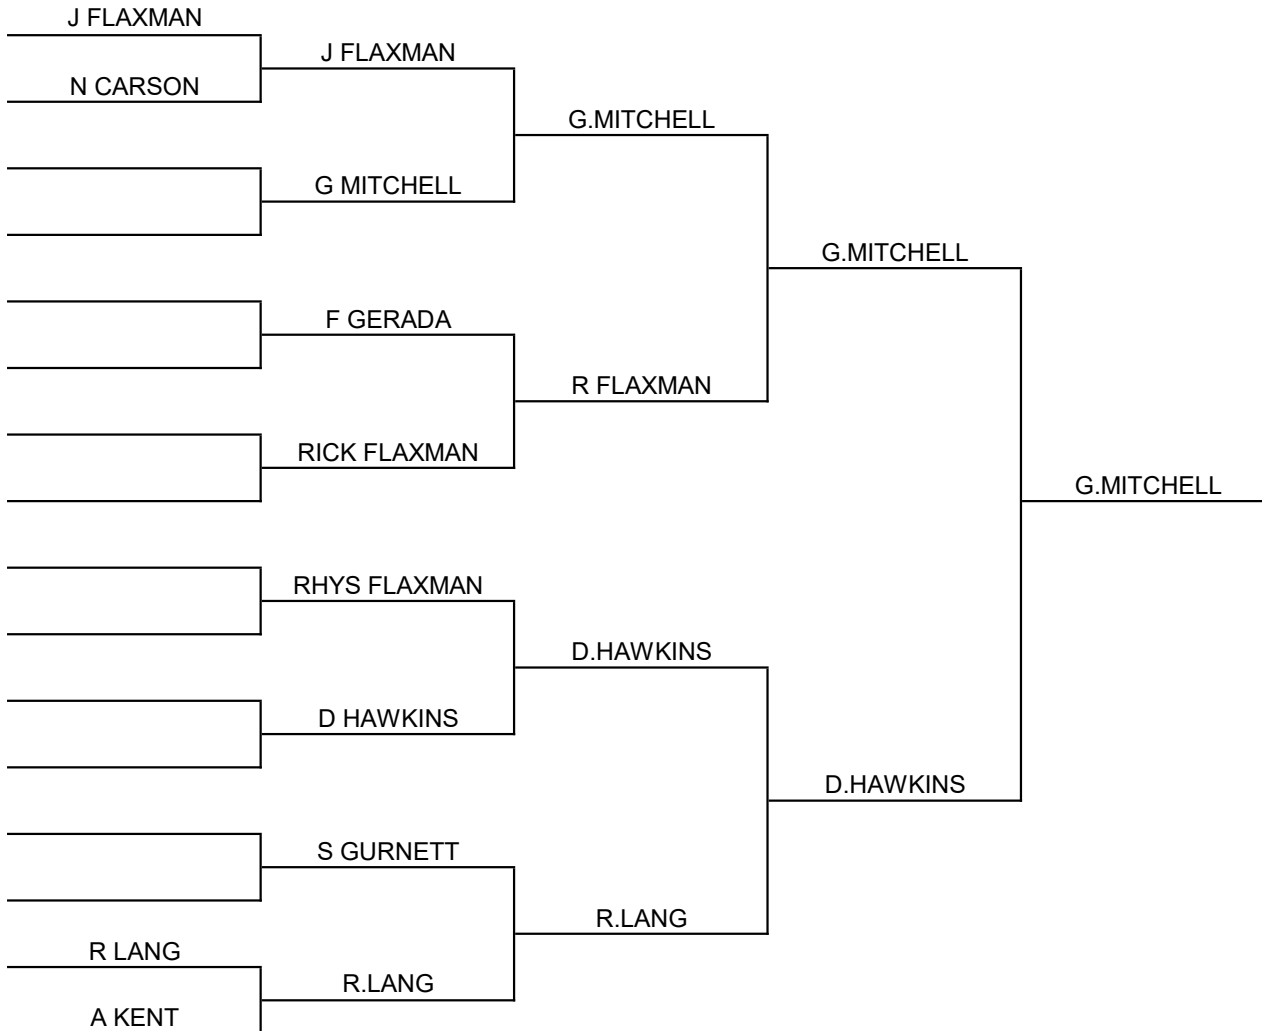 J FLAXMAN
N CARSON
J FLAXMAN
G MITCHELL
F GERADA
RICK FLAXMAN
RHYS FLAXMAN
D HAWKINS
S GURNETT
R LANG
A KENT
R.LANG
G.MITCHELL
R FLAXMAN
D.HAWKINS
R.LANG
G.MITCHELL
D.HAWKINS
G.MITCHELL